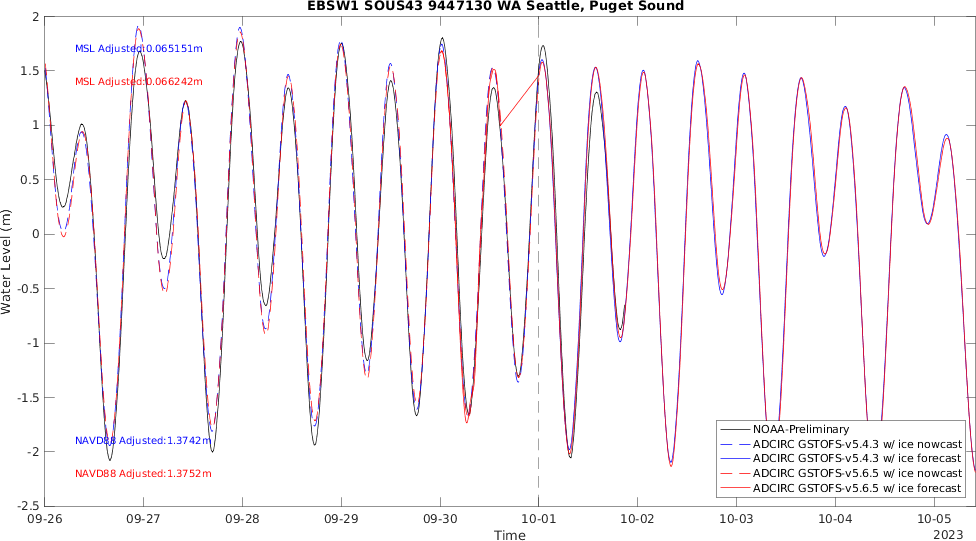 EBSW1 SOUS43 9447130 WA Seattle, Puget Sound
2
1.5
1
0.5
0
-0.5
-1
-1.5
-2
-2.5
Water Level (m)
MSL Adjusted:0.065151m
MSL Adjusted:0.066242m
NAVD88 Adjusted:1.3742m
NAVD88 Adjusted:1.3752m
NOAA-Preliminary
ADCIRC GSTOFS-v5.4.3 w/ ice nowcast
ADCIRC GSTOFS-v5.4.3 w/ ice forecast
ADCIRC GSTOFS-v5.6.5 w/ ice nowcast
ADCIRC GSTOFS-v5.6.5 w/ ice forecast
09-26 09-27 09-28 09-29 09-30 10-01 10-02 10-03 10-04 10-05
Time
2023